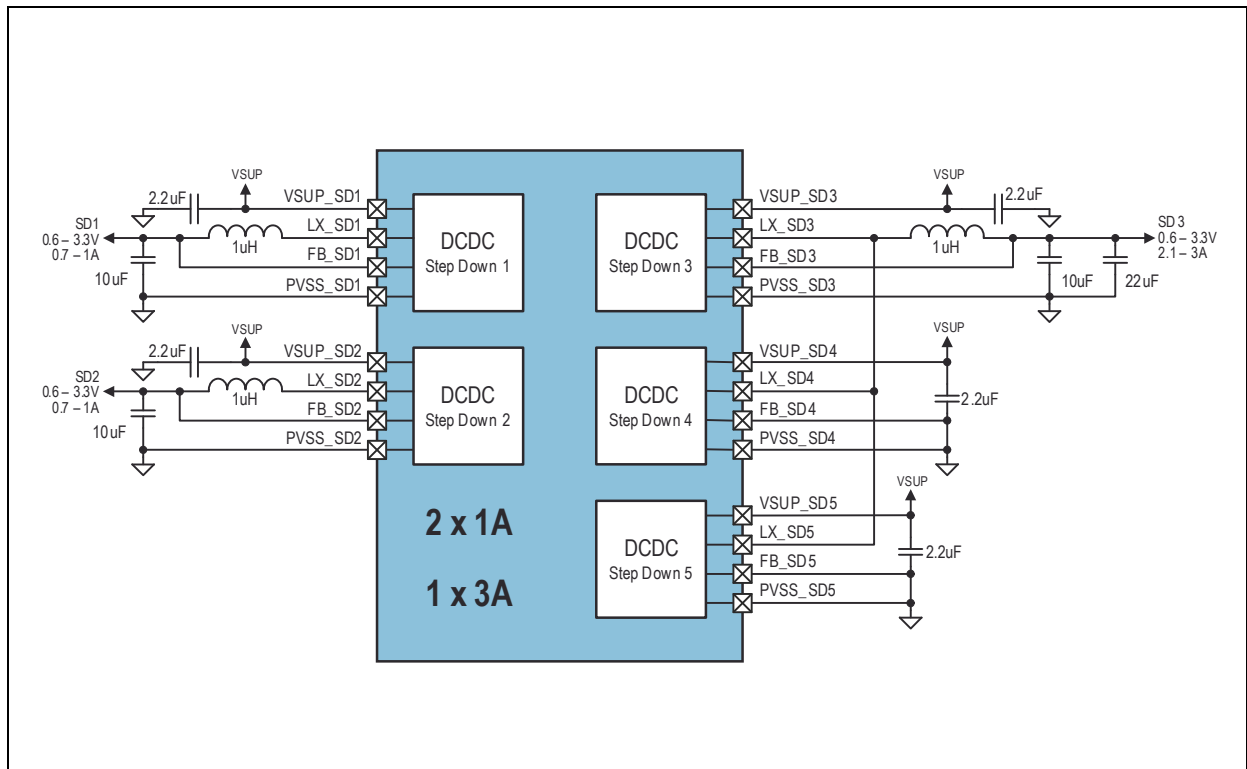 VSUP
2.2uF
VSUP_SD1
SD1
0.6 – 3.3V
0.7 – 1A
1uH
LX_SD1
FB_SD1
10uF
PVSS_SD1
DCDC
Step Down 1
VSUP
2.2uF
VSUP_SD2
SD2
0.6 – 3.3V
0.7 – 1A
1uH
LX_SD2
FB_SD2
10uF
PVSS_SD2
DCDC
Step Down 2
2 x 1A
1 x 3A
DCDC
Step Down 3
VSUP_SD3
LX_SD3
FB_SD3
PVSS_SD3
VSUP
2.2uF
1uH
SD3
0.6 – 3.3V
2.1 – 3A
10uF
22uF
DCDC
Step Down 4
VSUP_SD4
LX_SD4
FB_SD4
PVSS_SD4
VSUP
2.2uF
DCDC
Step Down 5
VSUP_SD5
LX_SD5
FB_SD5
PVSS_SD5
VSUP
2.2uF